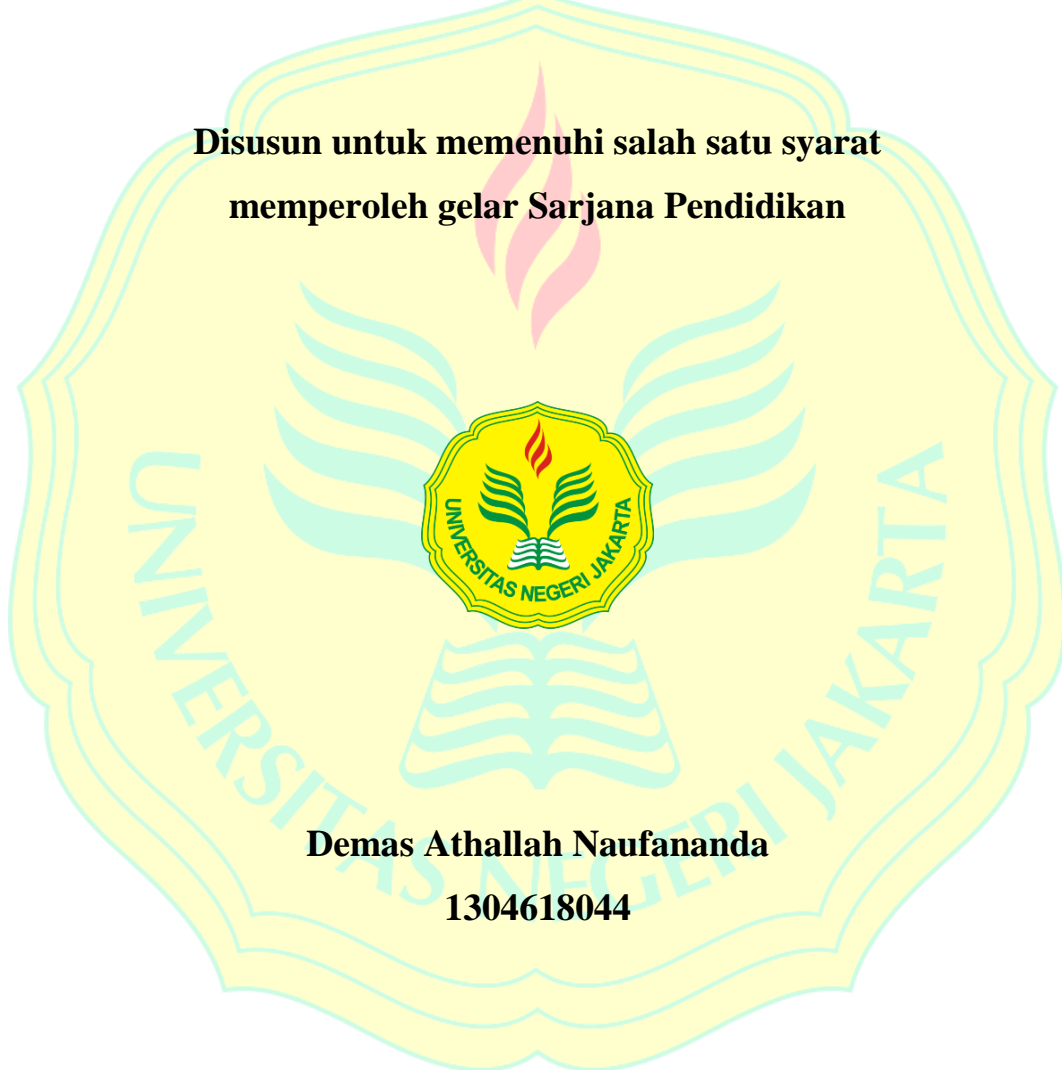 Disusun untuk memenuhi salah satu syarat
memperoleh gelar Sarjana Pendidikan
UNIVERSITAS NEGERI JAKARTA
UNIVERSITAS NEGERI JAKARTA
Demas Athallah Naufananda
1304618044